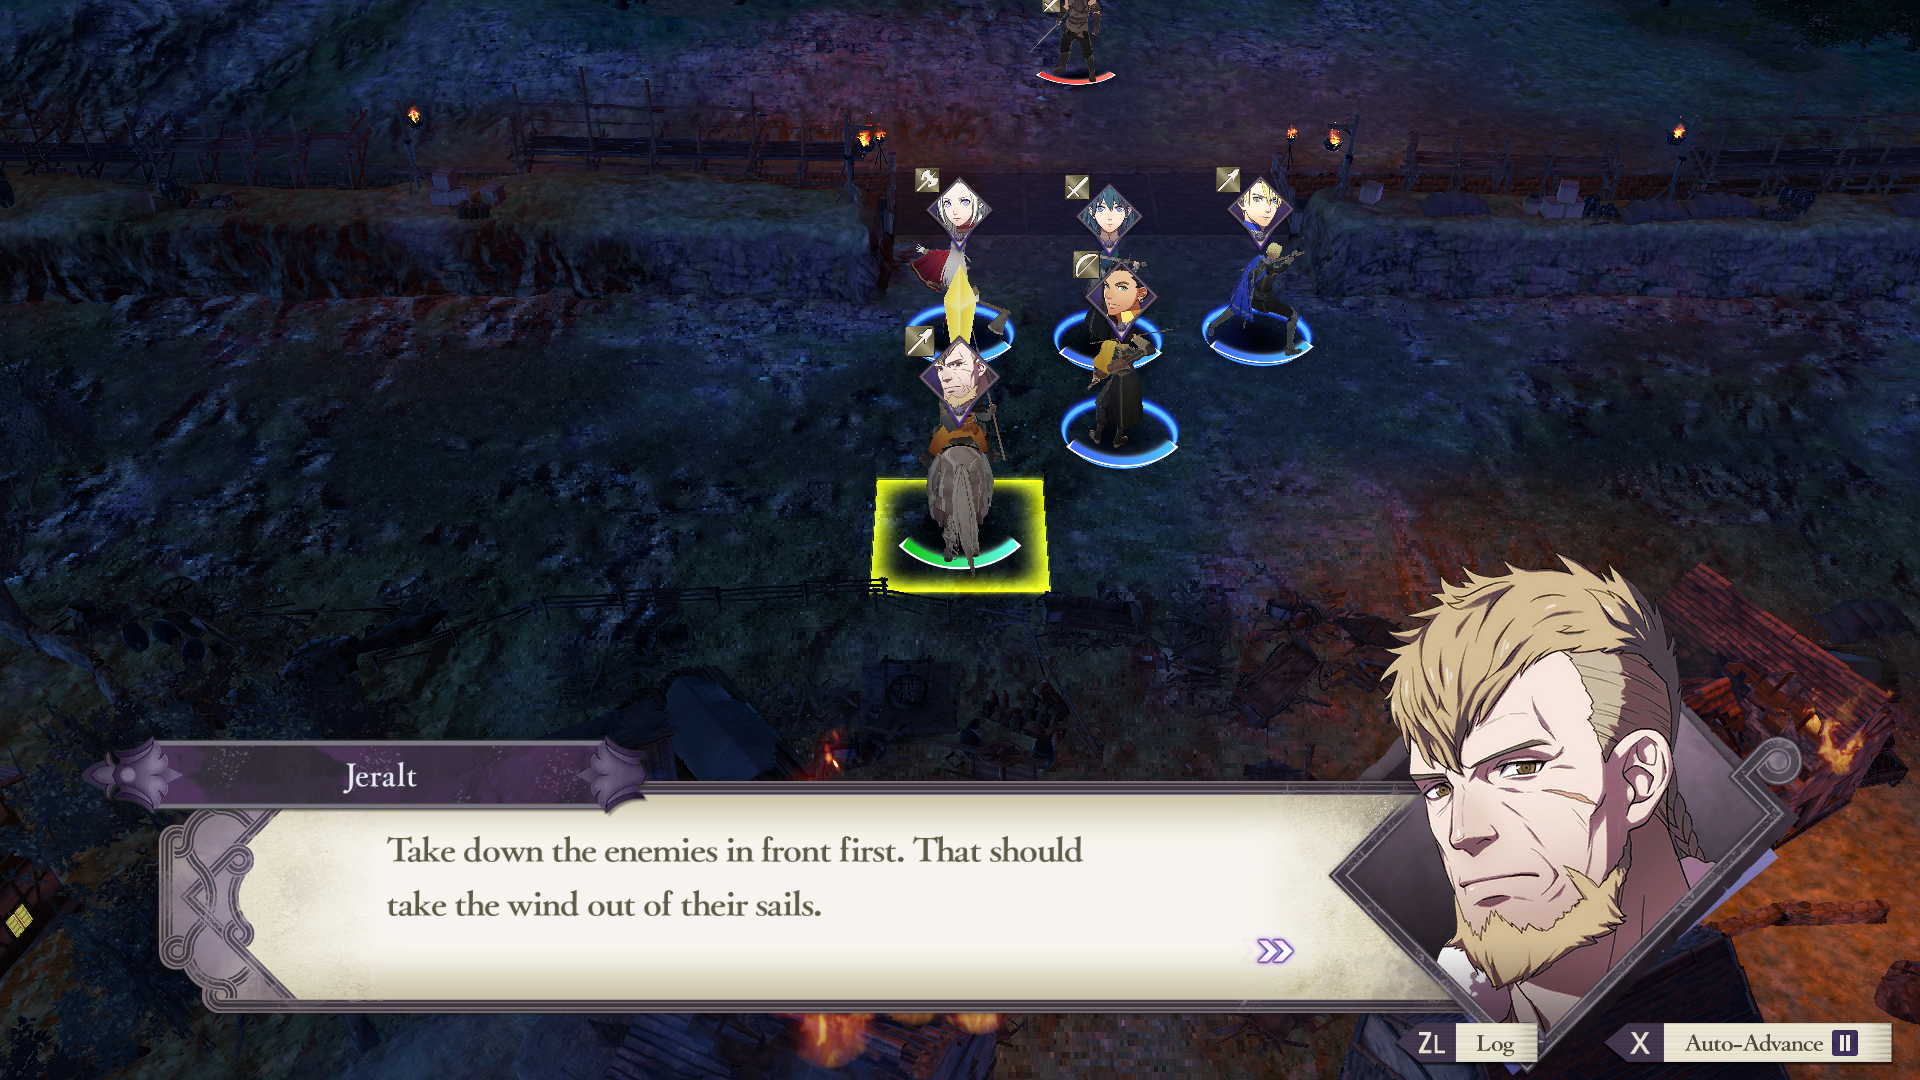 Jeralt
Take down the enemies in front first. That should
take the wind out of their sails.
ZL Log X Auto-Advance